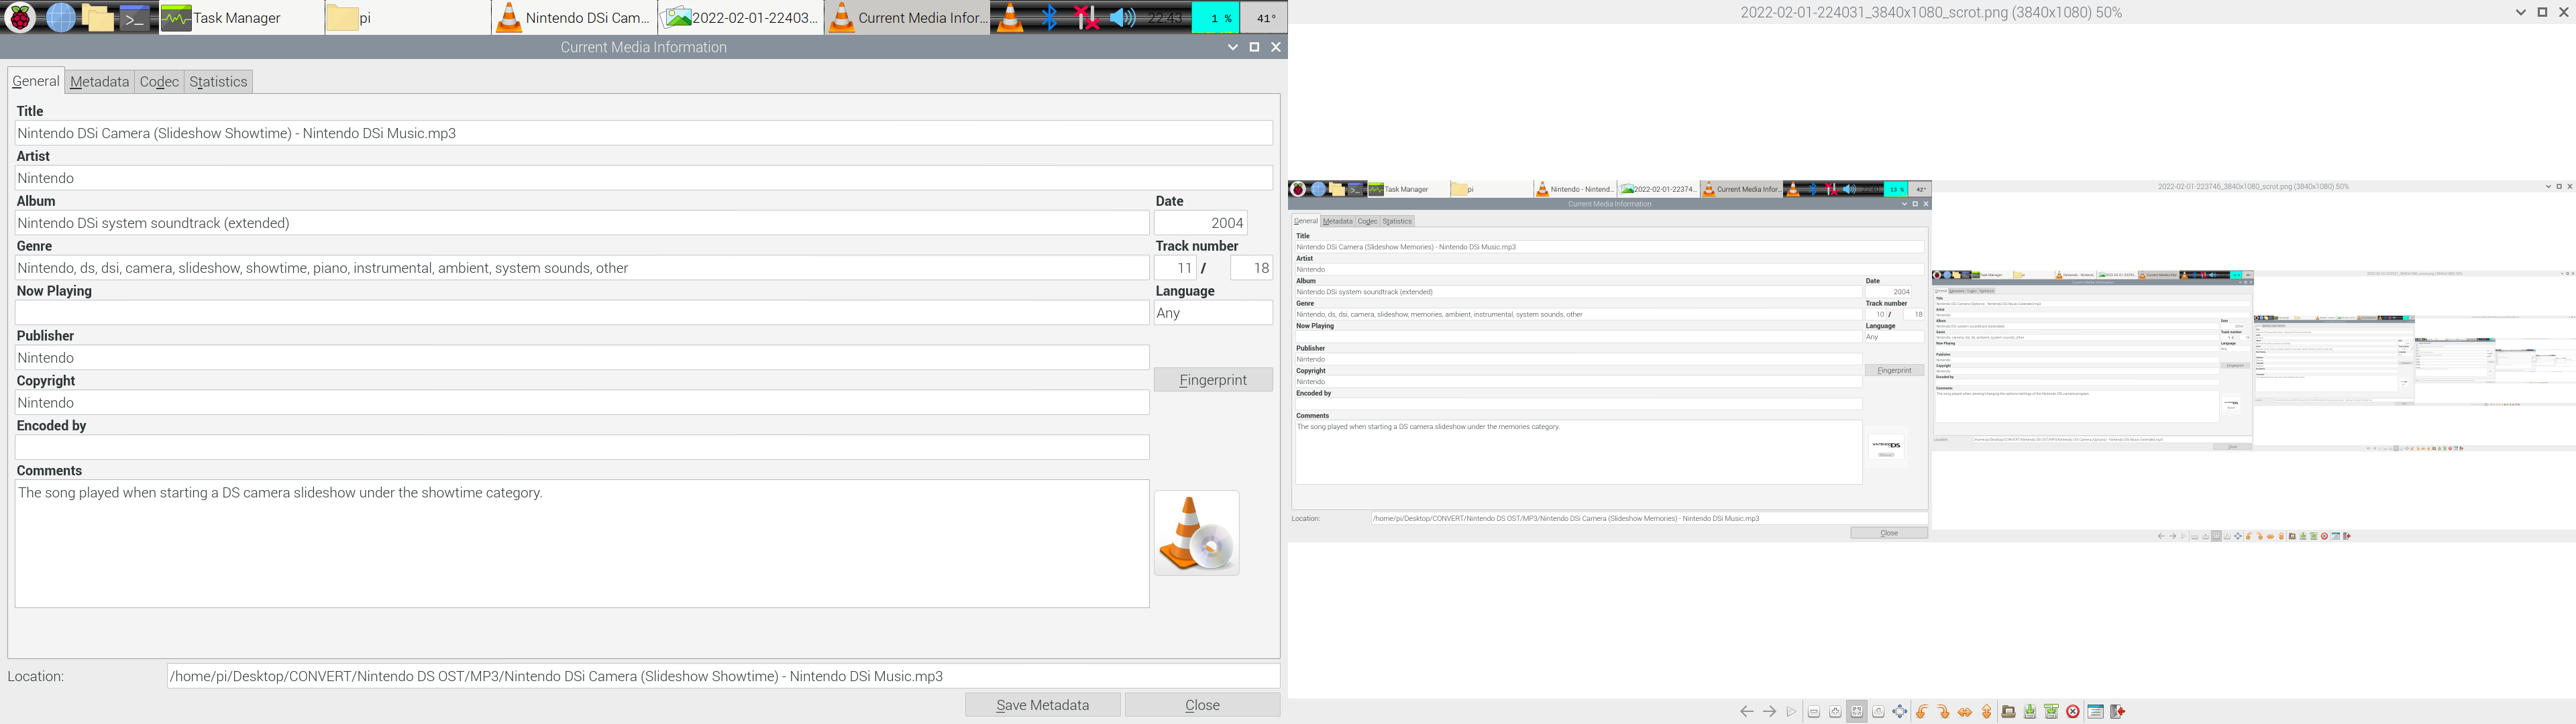 Task Manager
pi
Nintendo DSi Cam...
2022-02-01-22403...
Current Media Infor...
22:43
1 %
41°
Current Media Information
General
Metadata
Codec
Statistics
Title
Nintendo DSi Camera (Slideshow Showtime) - Nintendo DSi Music.mp3
Artist
Nintendo
Album
Date
Nintendo DSi system soundtrack (extended)
2004
Genre
Track number
Nintendo, ds, dsi, camera, slideshow, showtime, piano, instrumental, ambient, system sounds, other
11 / 18
Now Playing
Language
Any
Publisher
Nintendo
Copyright
Fingerprint
Nintendo
Encoded by
Comments
The song played when starting a DS camera slideshow under the showtime category.
Location:
/home/pi/Desktop/CONVERT/Nintendo DS OST/MP3/Nintendo DSi Camera (Slideshow Showtime) - Nintendo DSi Music.mp3
Save Metadata
Close
2022-02-01-224031_3840x1080_scrot.png (3840x1080) 50%
Task Manager
pi
Nintendo - Nintend...
2022-02-01-22374...
Current Media Infor...
13 %
42°
Current Media Information
General
Metadata
Codec
Statistics
Title
Nintendo DSi Camera (Slideshow Memories) - Nintendo DSi Music.mp3
Artist
Nintendo
Album
Date
Nintendo DSi system soundtrack (extended)
2004
Genre
Track number
Nintendo, ds, dsi, camera, slideshow, memories, ambient, instrumental, system sounds, other
10 / 18
Now Playing
Language
Any
Publisher
Nintendo
Copyright
Fingerprint
Nintendo
Encoded by
Comments
The song played when starting a DS camera slideshow under the memories category.
NINTENDO DS
Location:
/home/pi/Desktop/CONVERT/Nintendo DS OST/MP3/Nintendo DSi Camera (Slideshow Memories) - Nintendo DSi Music.mp3
Close
2022-02-01-223746_3840x1080_scrot.png (3840x1080) 50%